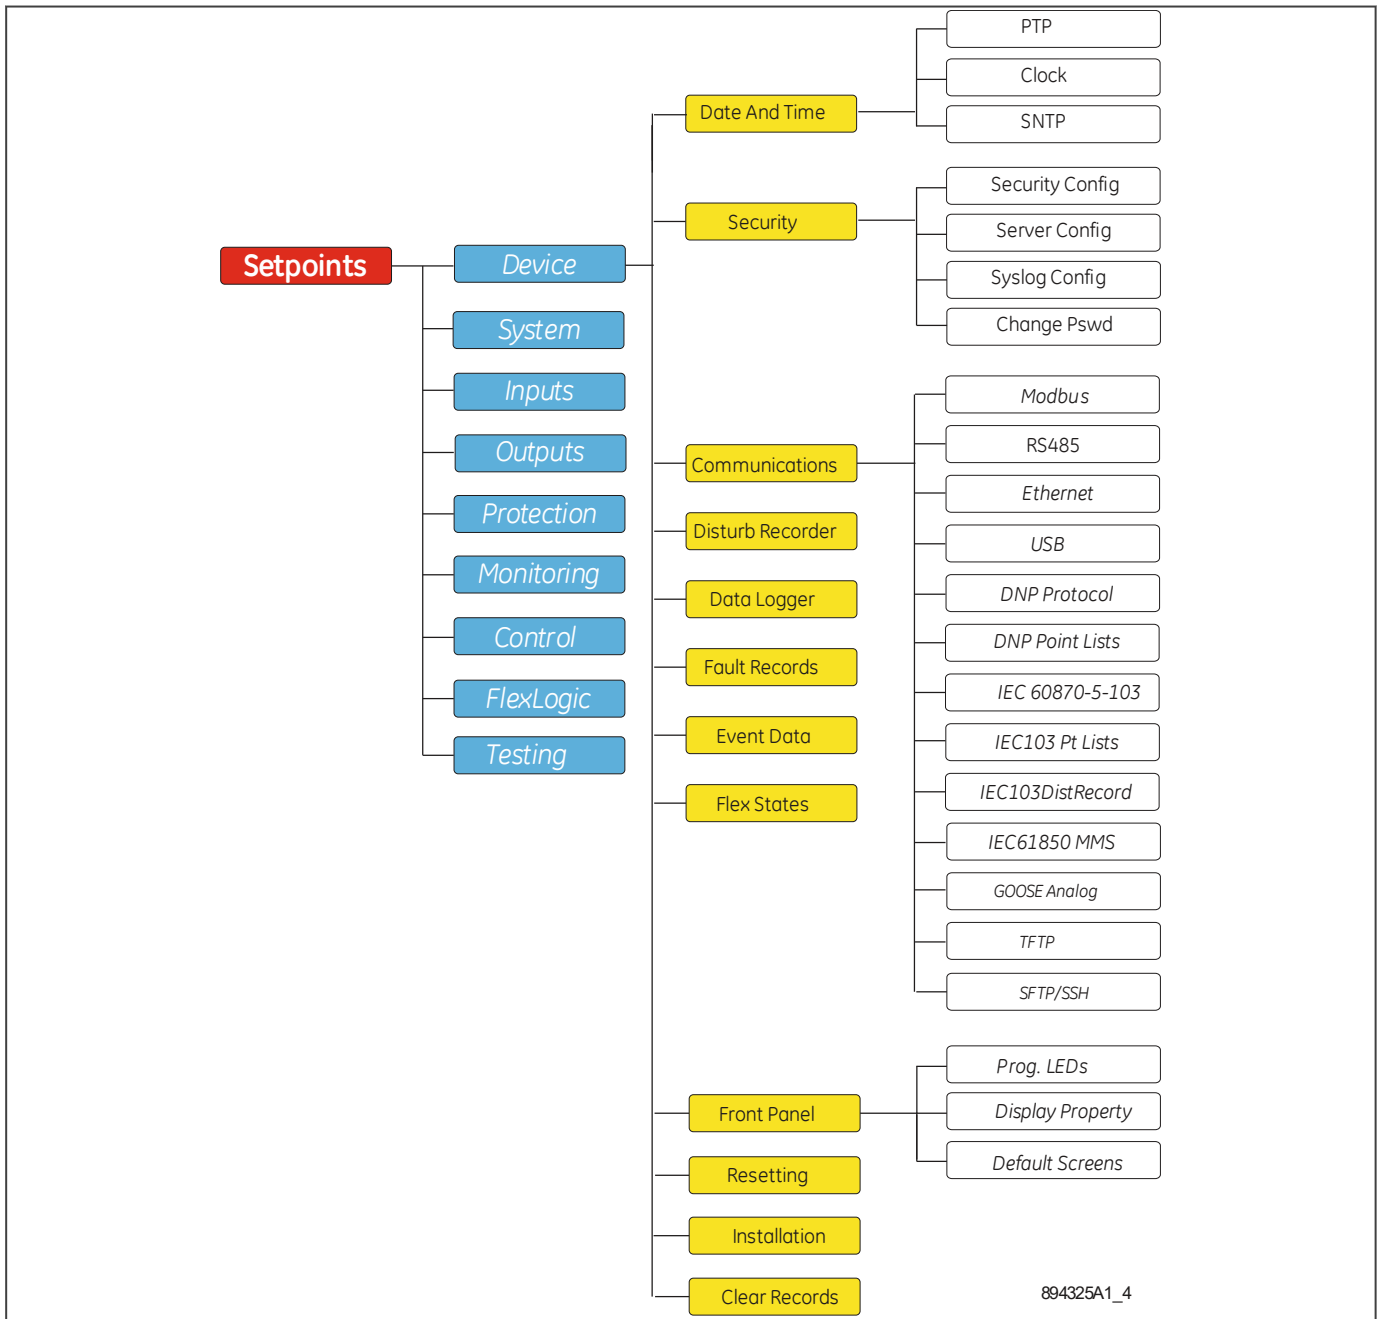 Setpoints
Device
System
Inputs
Outputs
Protection
Monitoring
Control
FlexLogic
Testing
Date And Time
Security
Communications
Disturb Recorder
Data Logger
Fault Records
Event Data
Flex States
Front Panel
Resetting
Installation
Clear Records
PTP
Clock
SNTP
Security Config
Server Config
Syslog Config
Change Pswd
Modbus
RS485
Ethernet
USB
DNP Protocol
DNP Point Lists
IEC 60870-5-103
IEC103 Pt Lists
IEC103DistRecord
IEC61850 MMS
GOOSE Analog
TFTP
SFTP/SSH
Prog. LEDs
Display Property
Default Screens
894325A1_4